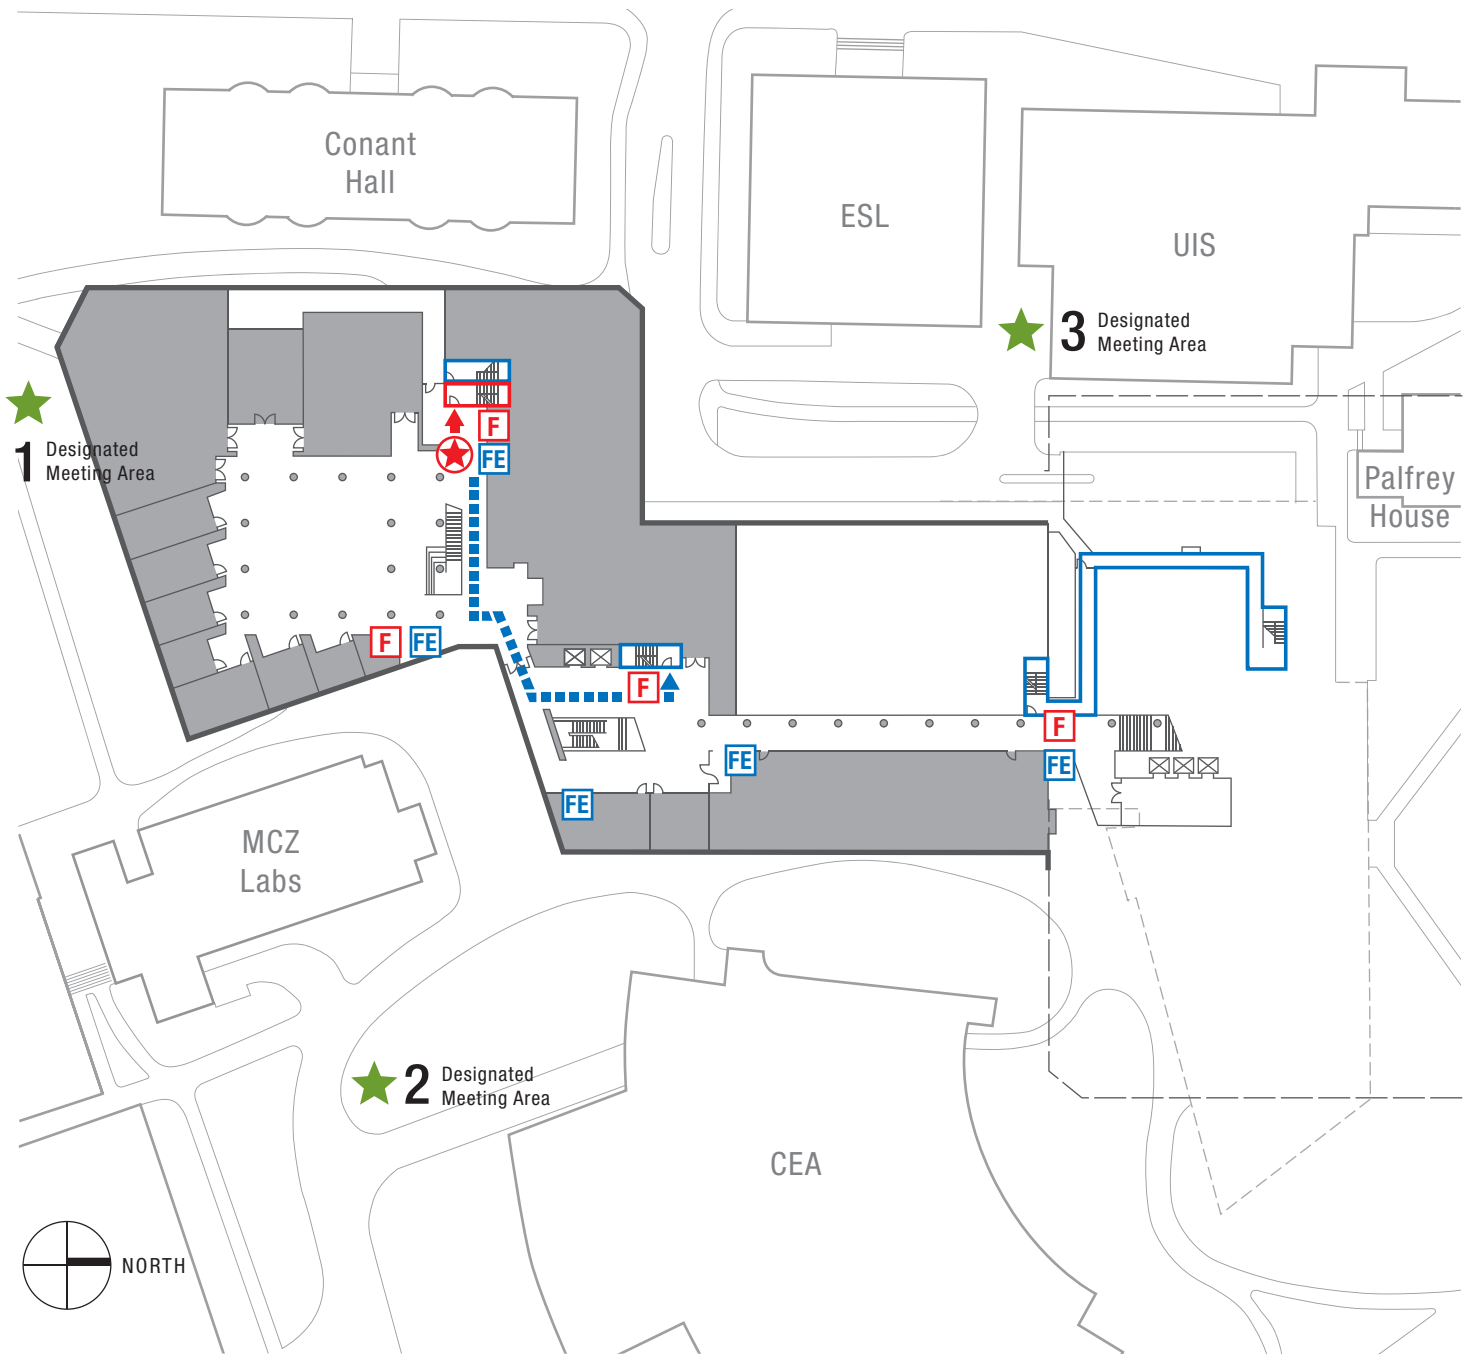 Conant
Hall
ESL
UIS
3 Designated
Meeting Area
F
FE
1 Designated
Meeting Area
Palfrey
House
F
FE
F
F
FE
FE
FE
MCZ
Labs
2 Designated
Meeting Area
CEA
NORTH